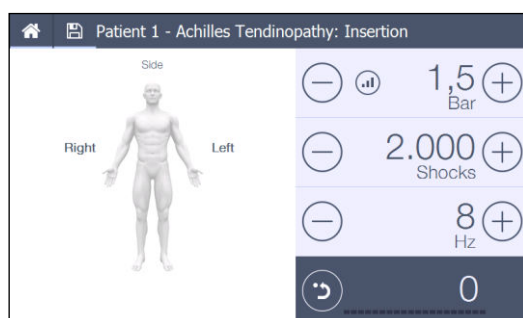 Patient 1 - Achilles Tendinopathy: Insertion
Side
Right
Left
1,5
Bar
2.000
Shocks
8
Hz
0